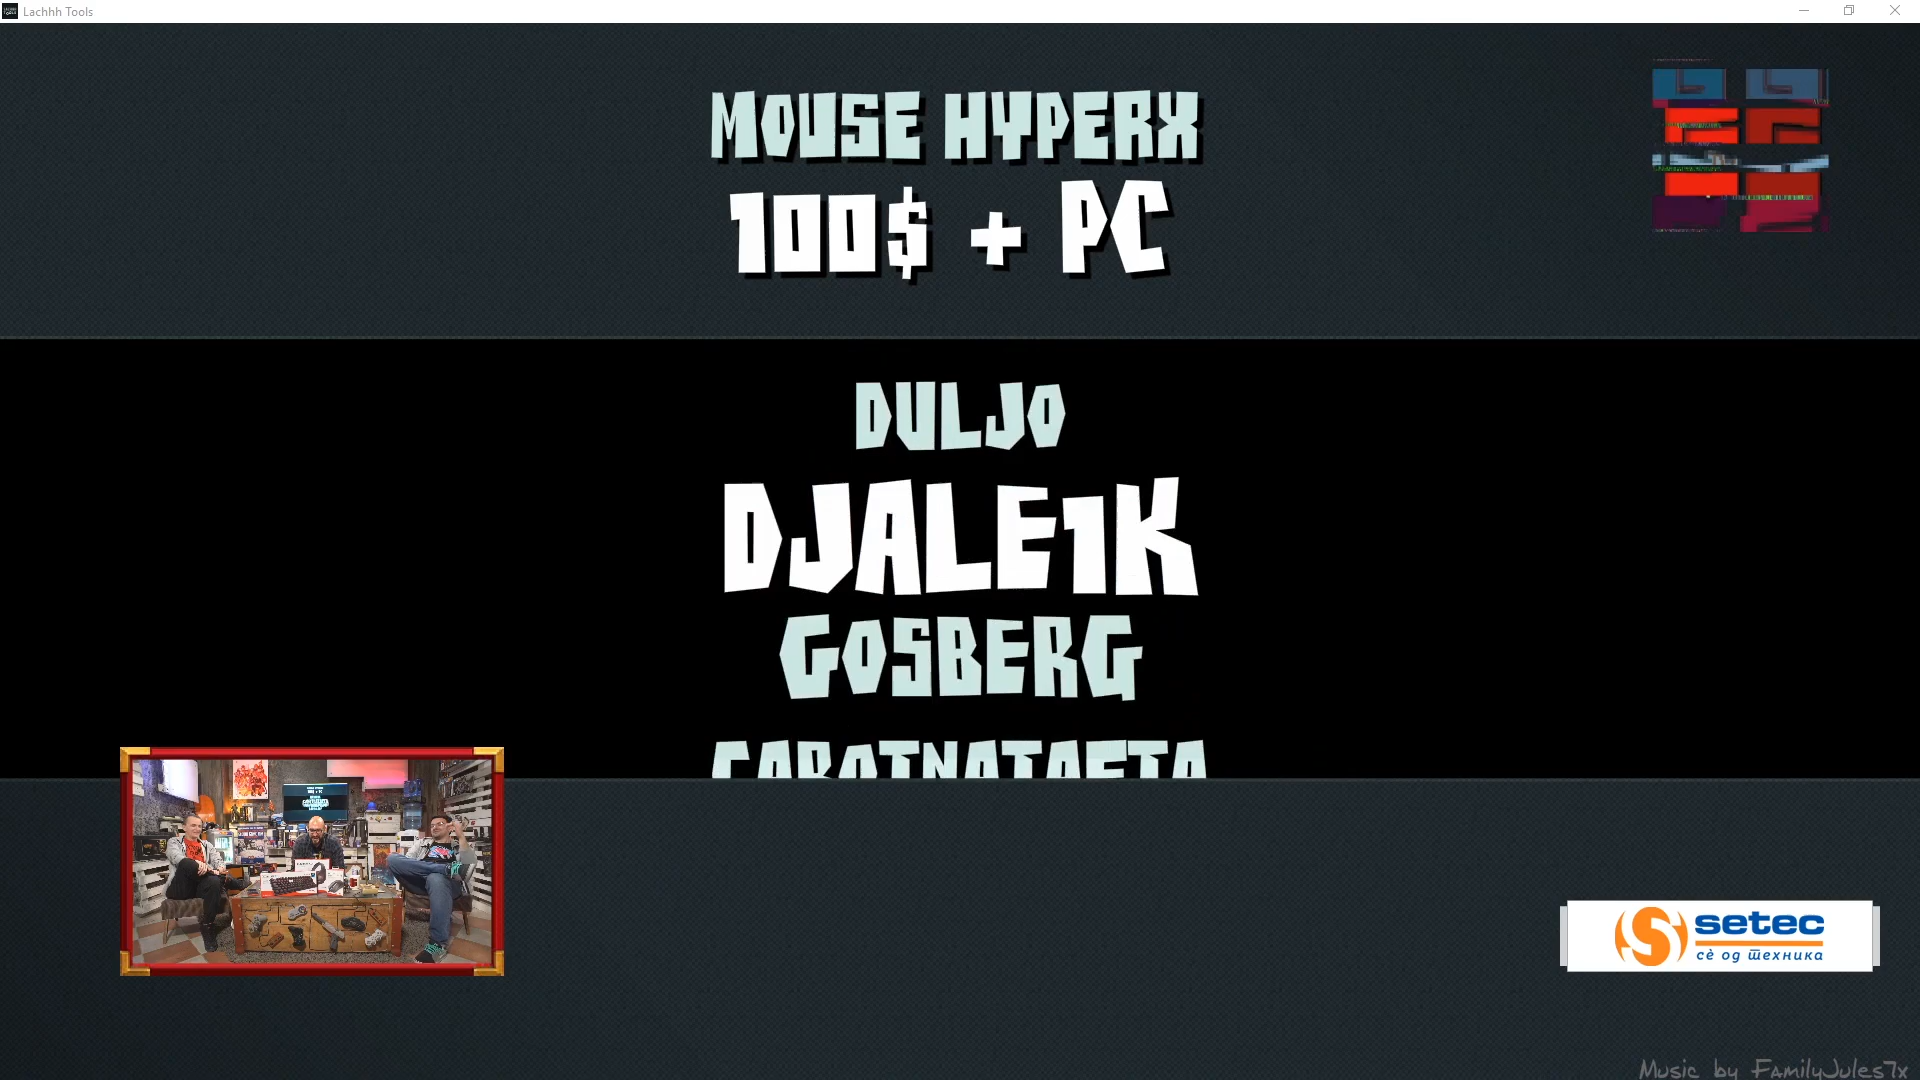 Lachhh Tools
MOUSE HYPERX
100$ + PC
DULJO
DJALE1K
GOSBERG
setec
сè од техника
Music by FamilyJules7x